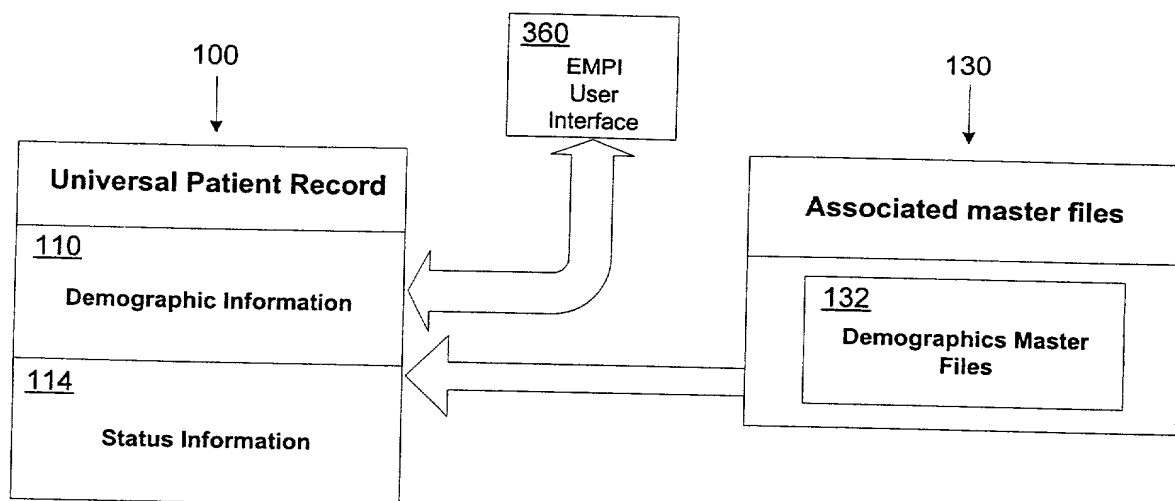 100
Universal Patient Record
110
Demographic Information
114
Status Information
360
EMPI
User
Interface
130
Associated master files
132
Demographics Master
Files